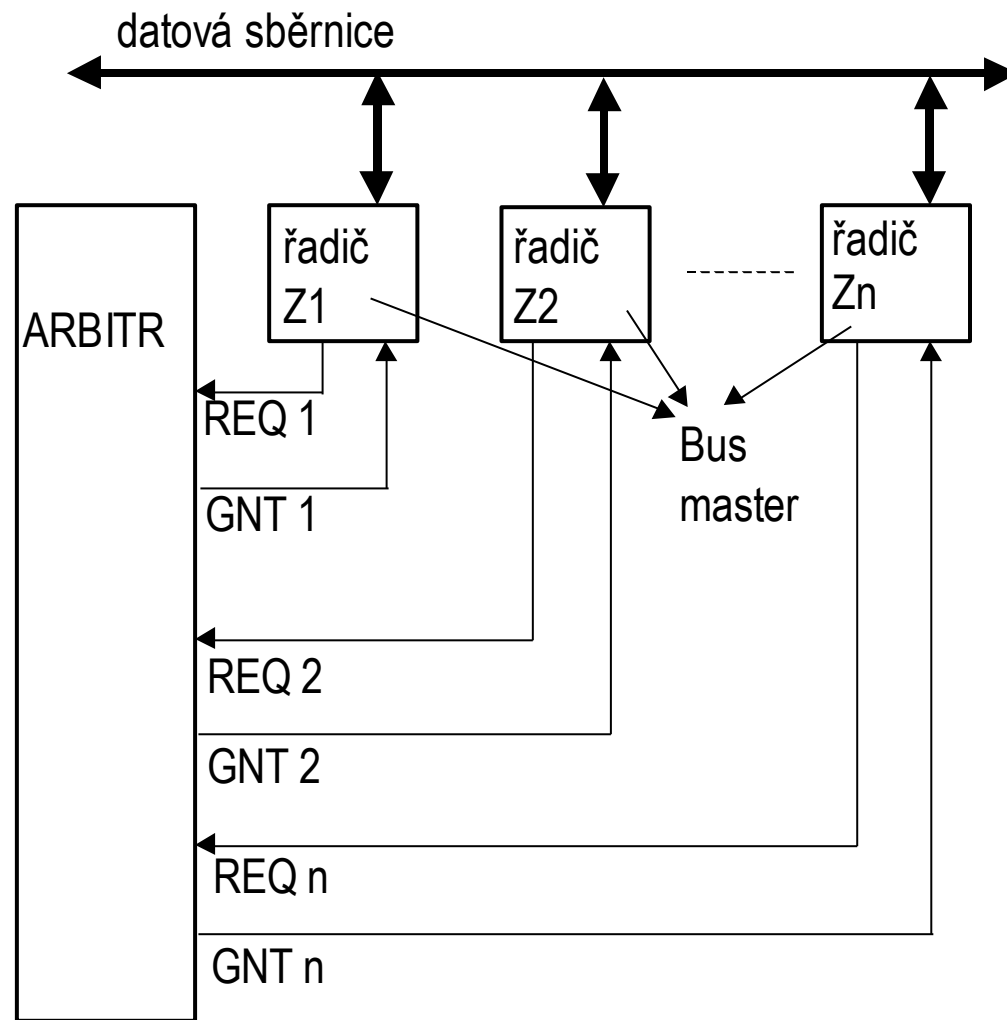 datová sběrnice
řadič
Z1
řadič
Z2
řadič
Zn
ARBITR
REQ 1
GNT 1
Bus
master
REQ 2
GNT 2
REQ n
GNT n